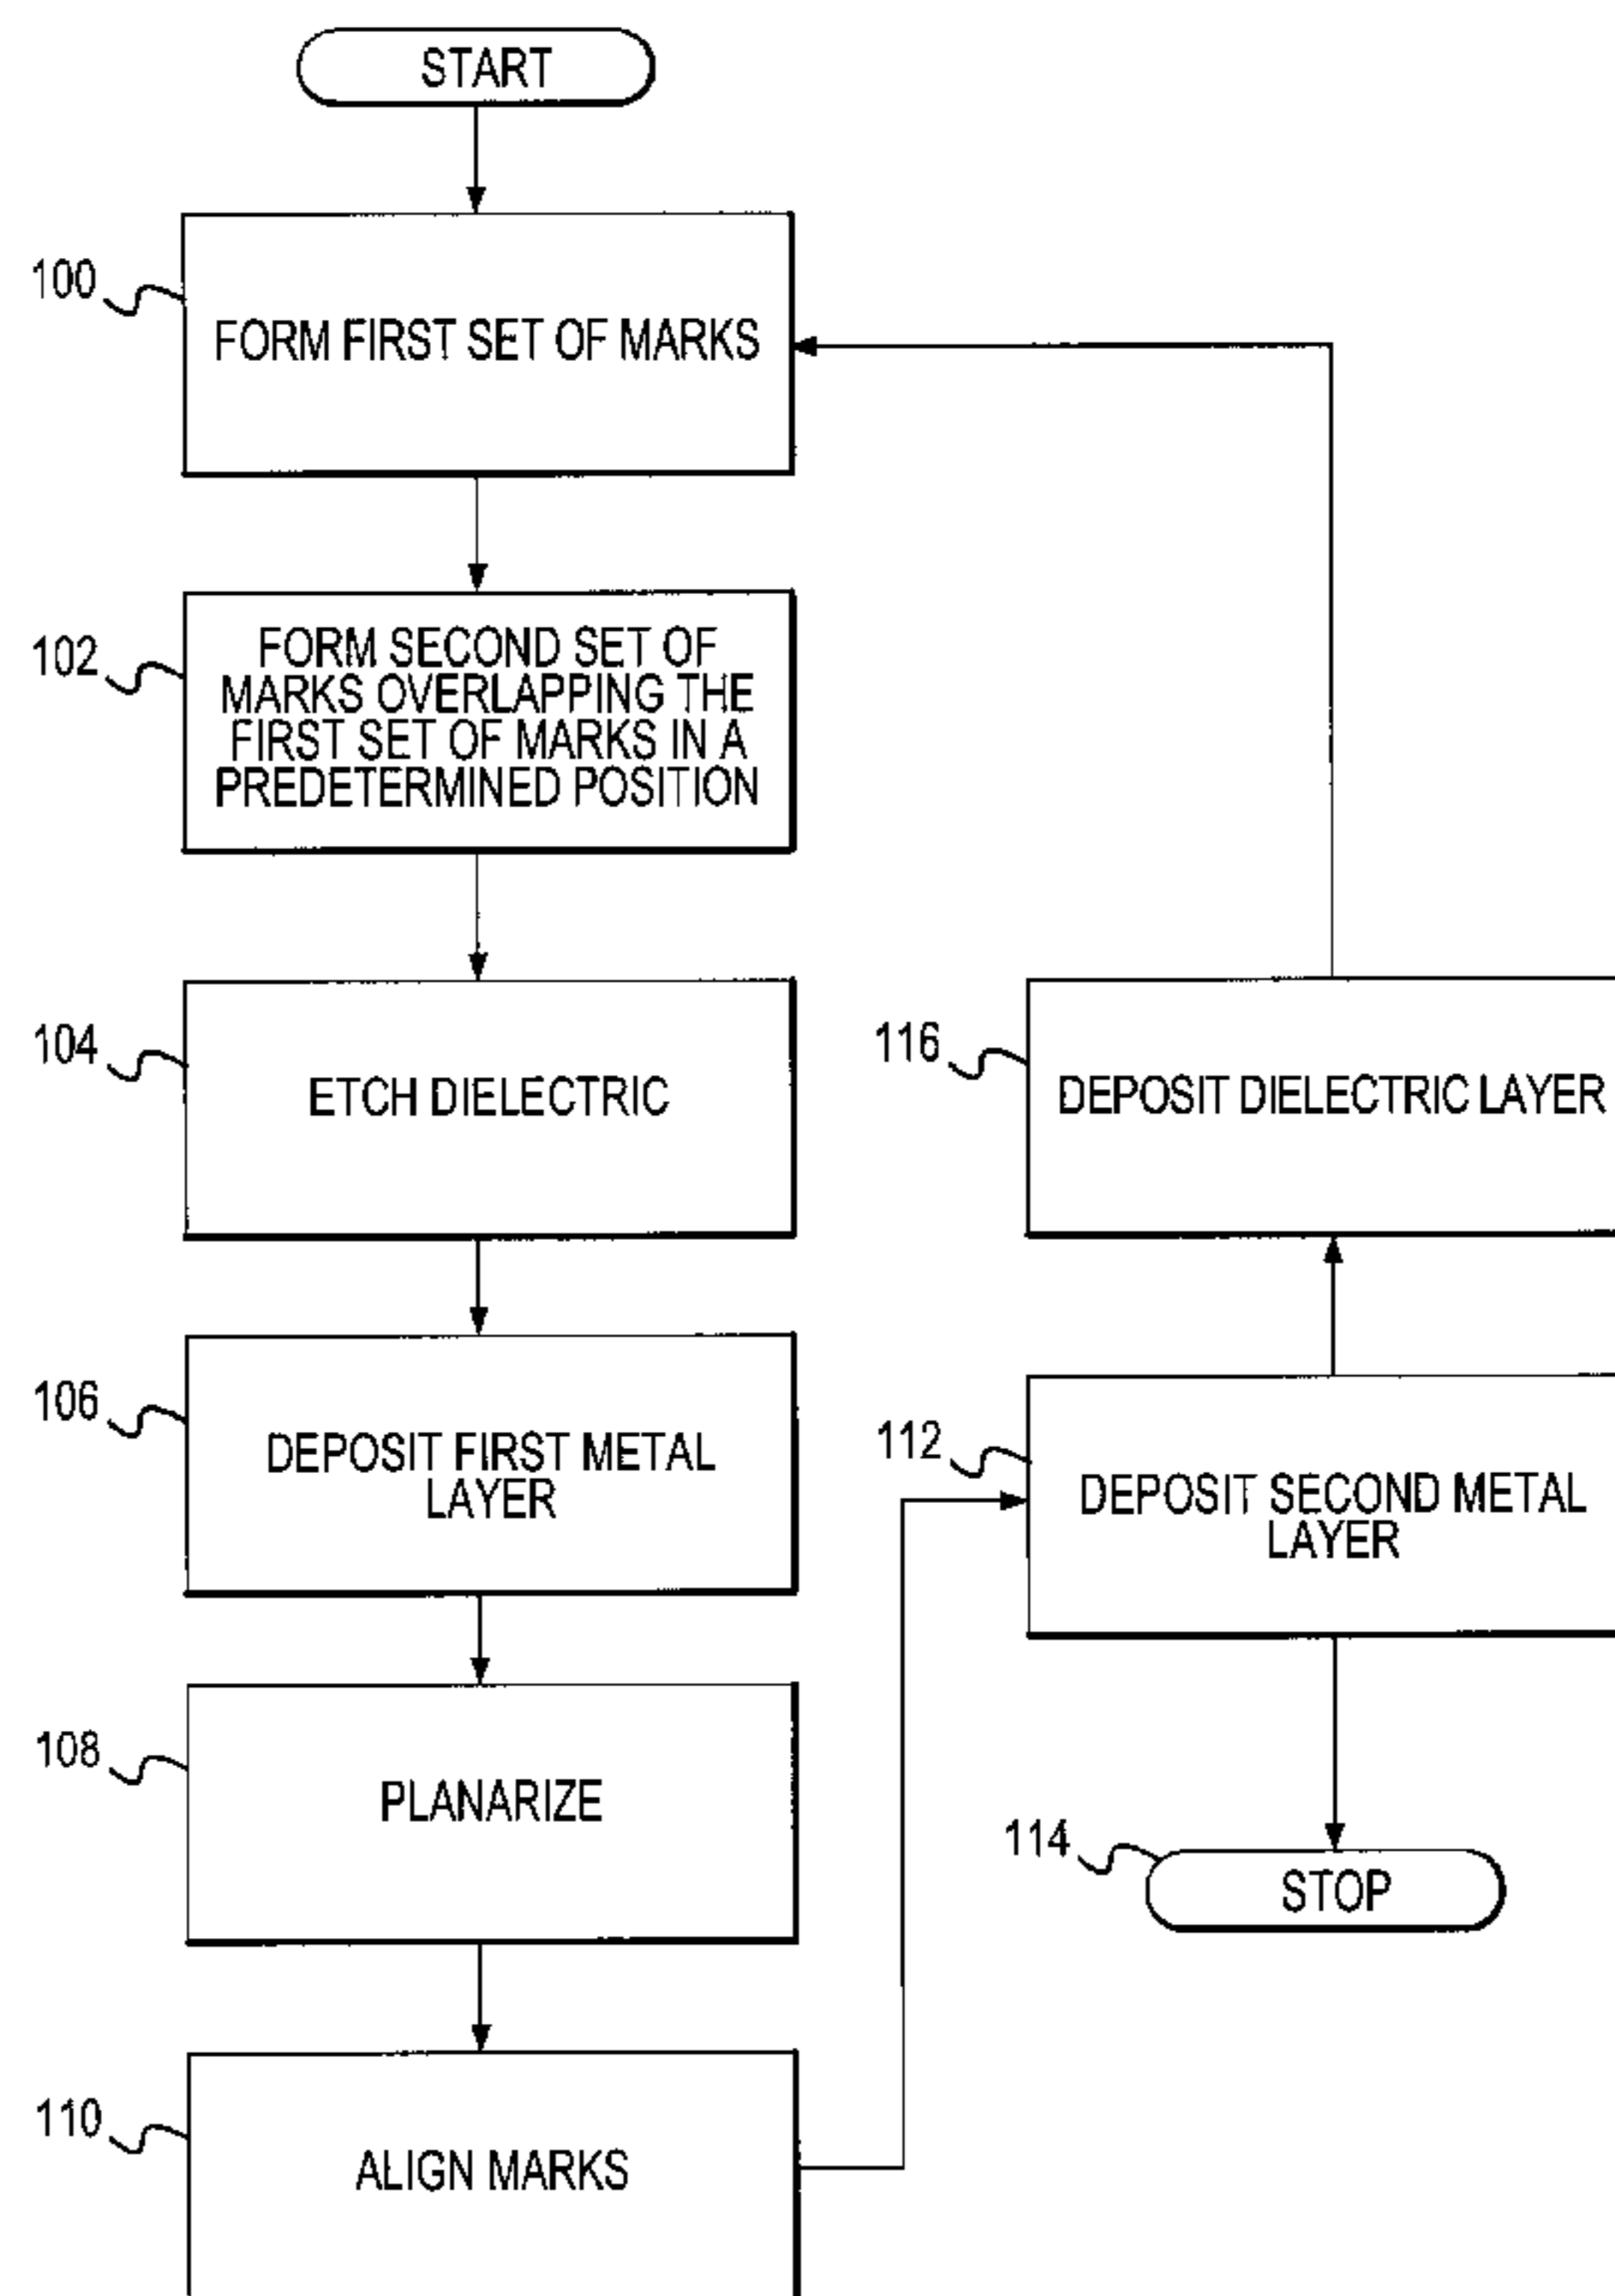 START
100
FORM FIRST SET OF MARKS
102
FORM SECOND SET OF
MARKS OVERLAPPING THE
FIRST SET OF MARKS IN A
PREDETERMINED POSITION
104
ETCH DIELECTRIC
106
DEPOSIT FIRST METAL
LAYER
108
PLANARIZE
110
ALIGN MARKS
116
DEPOSIT DIELECTRIC LAYER
112
DEPOSIT SECOND METAL
LAYER
114
STOP